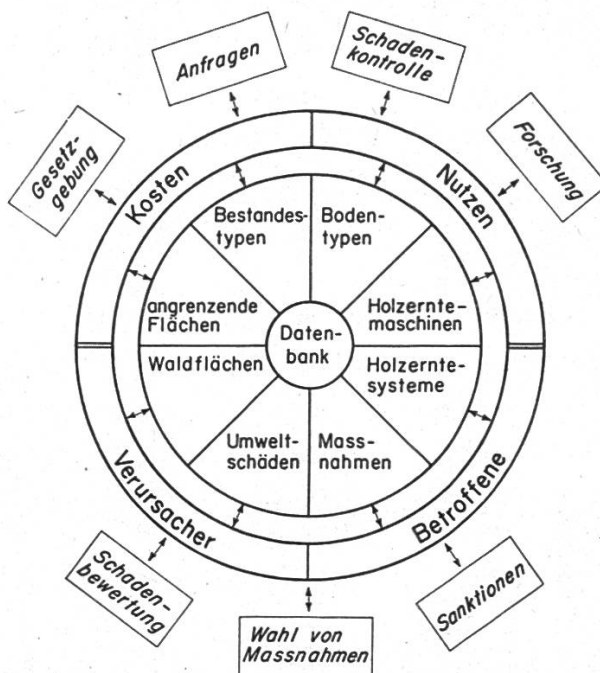 Anfragen
Schaden-
kontrolle
Gesetz-
gebung
Forschung
Kosten
Nutzen
Bestandes-
typen
Boden-
typen
angrenzende
Flächen
Holzernte-
maschinen
Daten-
bank
Waldflächen
Holzernte-
systeme
Umwelt-
schäden
Mass-
nahmen
Verursacher
Betroffene
Schaden-
bewertung
Wahl von
Massnahmen
Sanktionen